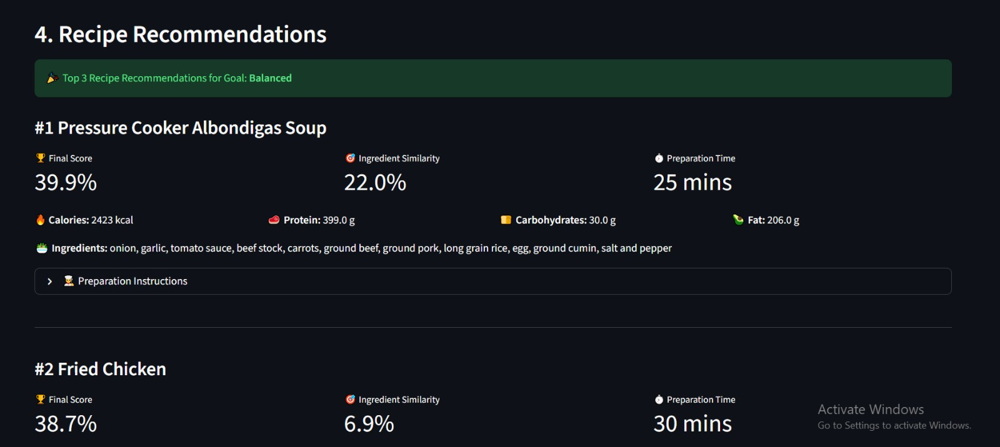 4. Recipe Recommendations
Top 3 Recipe Recommendations for Goal: Balanced
#1 Pressure Cooker Albondigas Soup
Final Score
Ingredient Similarity
Preparation Time
39.9%
22.0%
25 mins
Calories: 2423 kcal
Protein: 399.0 g
Carbohydrates: 30.0 g
Fat: 206.0 g
Ingredients: onion, garlic, tomato sauce, beef stock, carrots, ground beef, ground pork, long grain rice, egg, ground cumin, salt and pepper
Preparation Instructions
#2 Fried Chicken
Final Score
Ingredient Similarity
Preparation Time
38.7%
6.9%
30 mins
Activate Windows
Go to Settings to activate Windows.